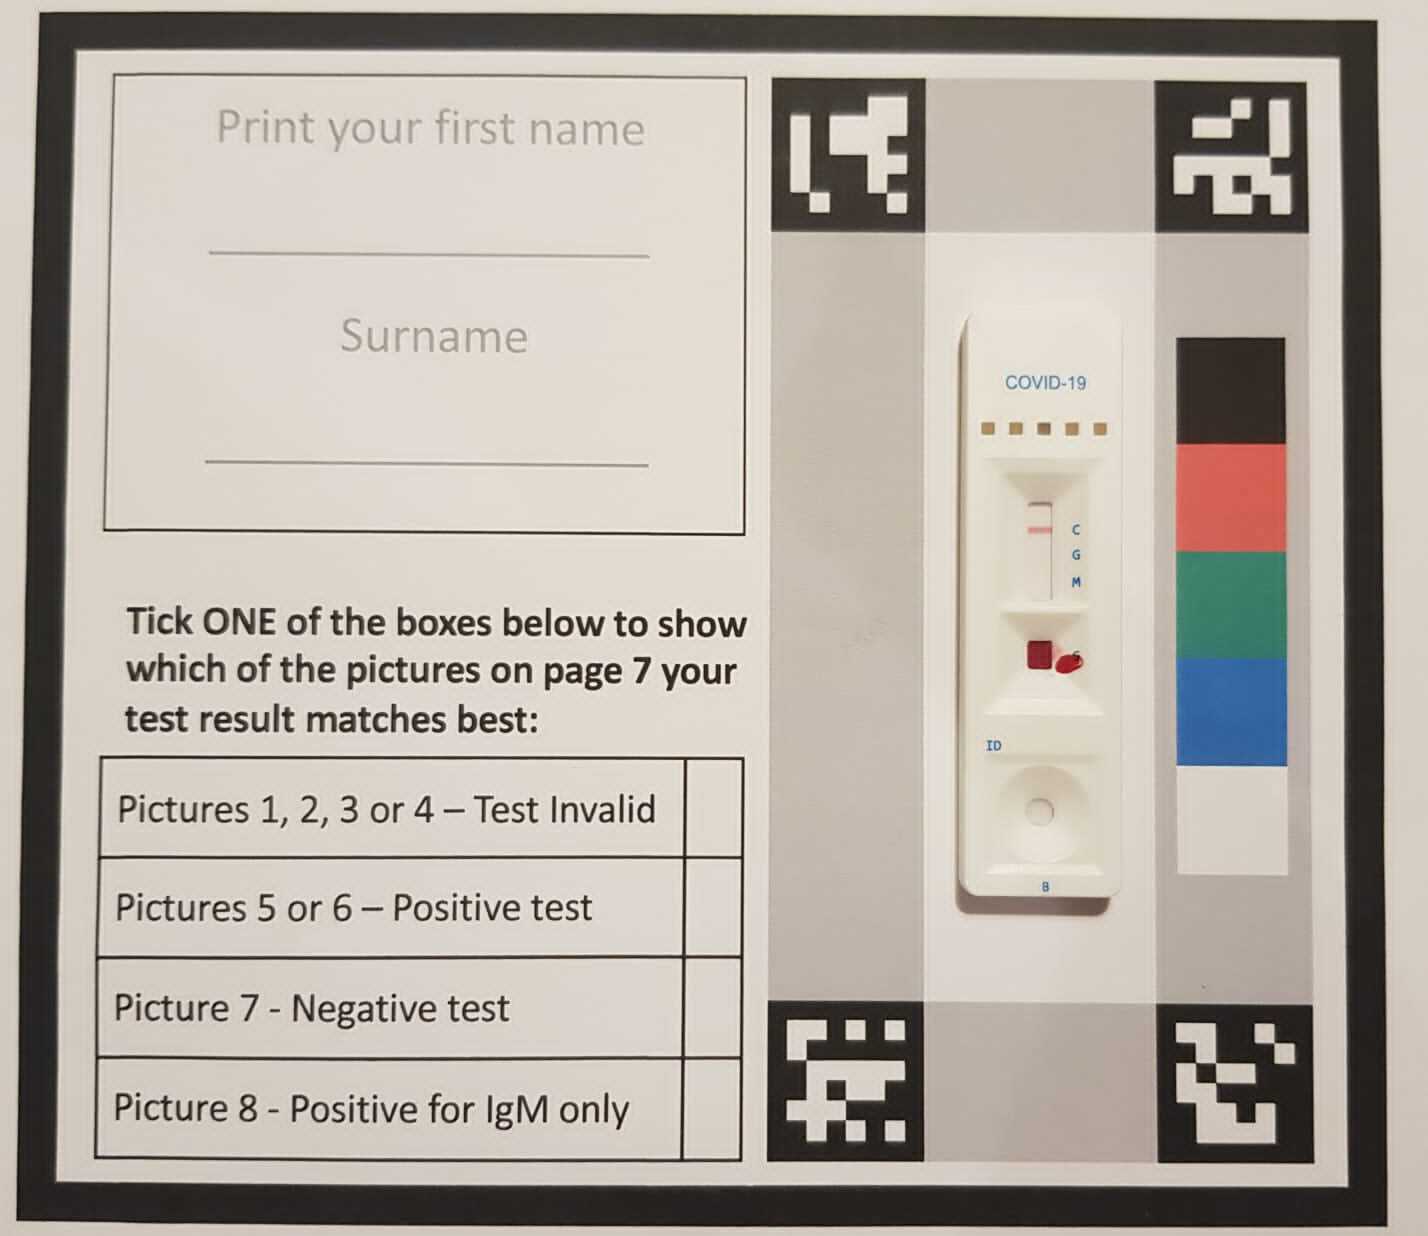 Print your first name
Surname
Tick ONE of the boxes below to show
which of the pictures on page 7 your
test result matches best:
Pictures 1, 2, 3 or 4 – Test Invalid
Pictures 5 or 6 – Positive test
Picture 7 - Negative test
Picture 8 - Positive for IgM only
COVID-19
C
G
M
S
ID
B